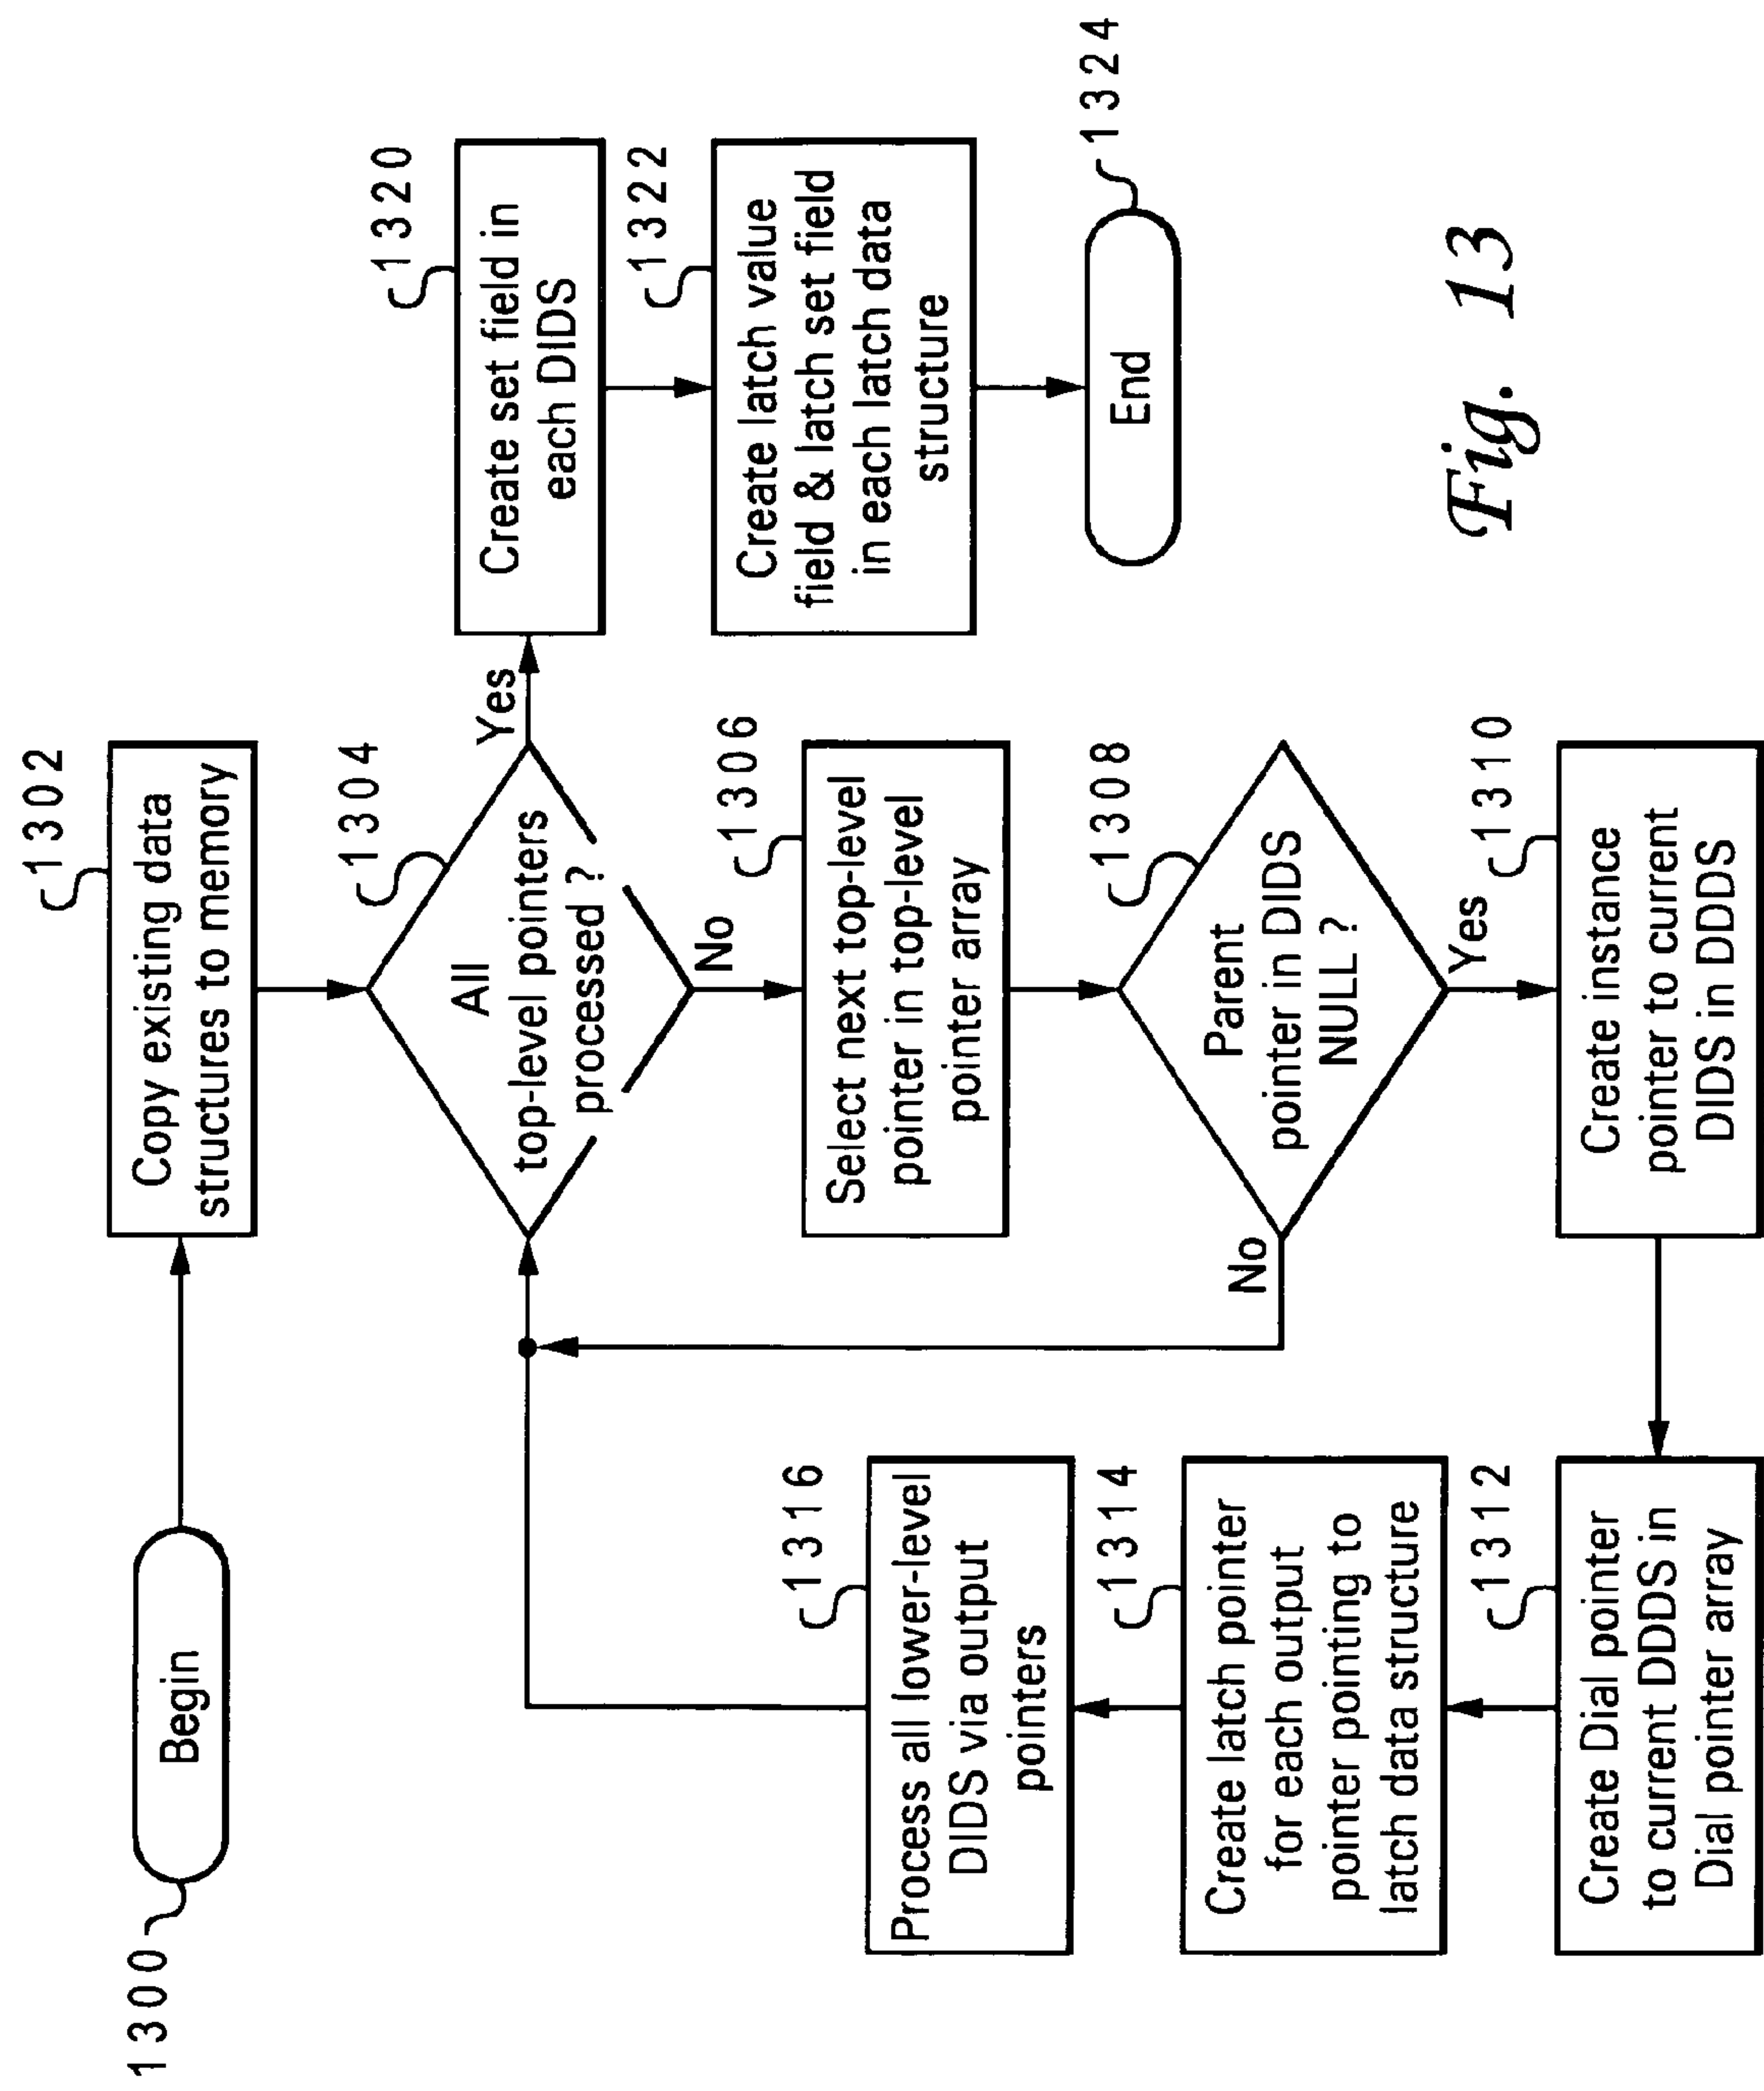 1300
Begin
1302
Copy existing data
structures to memory
1304
All
top-level pointers
processed ?
Yes
No
1320
Create set field in
each DIDS
1322
Create latch value
field & latch set field
in each latch data
structure
1324
End
1306
Select next top-level
pointer in top-level
pointer array
1308
Parent
pointer in DIDS
NULL ?
No
Yes
1310
Create instance
pointer to current
DIDS in DDDS
1312
Create Dial pointer
to current DDDS in
Dial pointer array
1314
Create latch pointer
for each output
pointer pointing to
latch data structure
1316
Process all lower-level
DIDS via output
pointers
Fig. 13